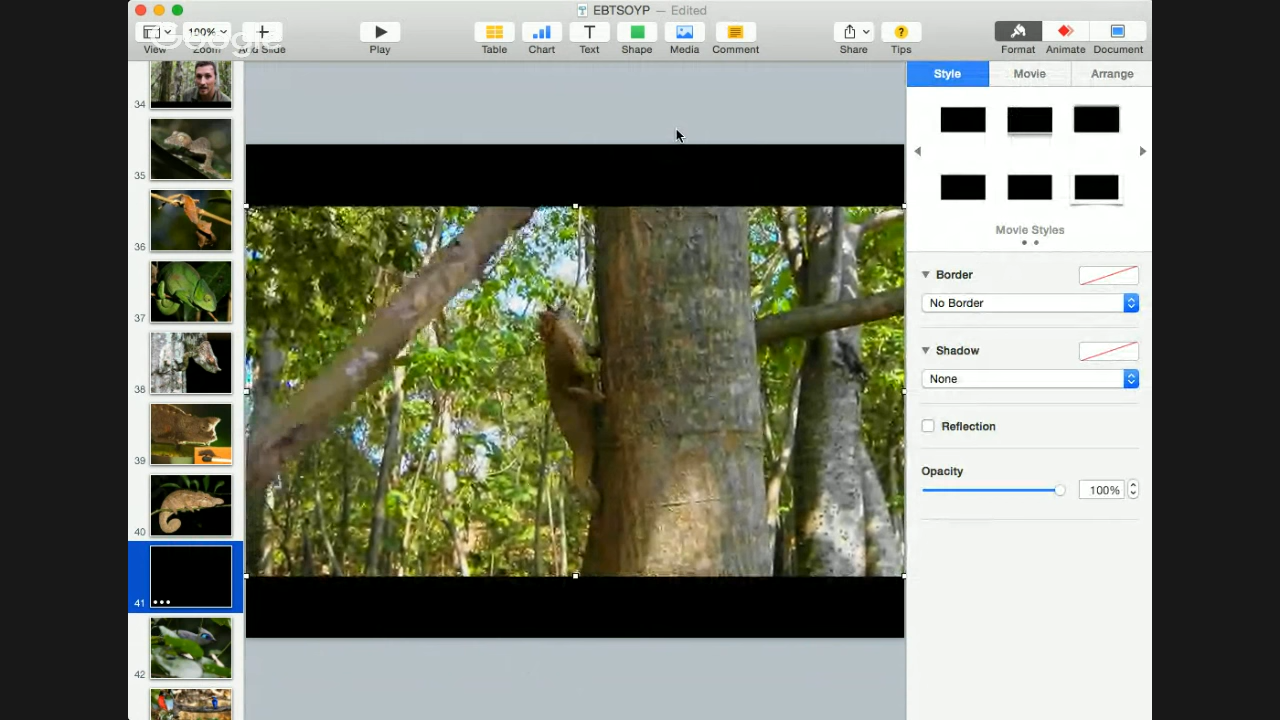 EBTSOYP — Edited
100%
View Zoom Add Slide Play Table Chart Text Shape Media Comment Share Tips Format Animate Document
Google
Style Movie Arrange
Movie Styles
Border
No Border
Shadow
None
Reflection
Opacity
100%
34
35
36
37
38
39
40
41
42